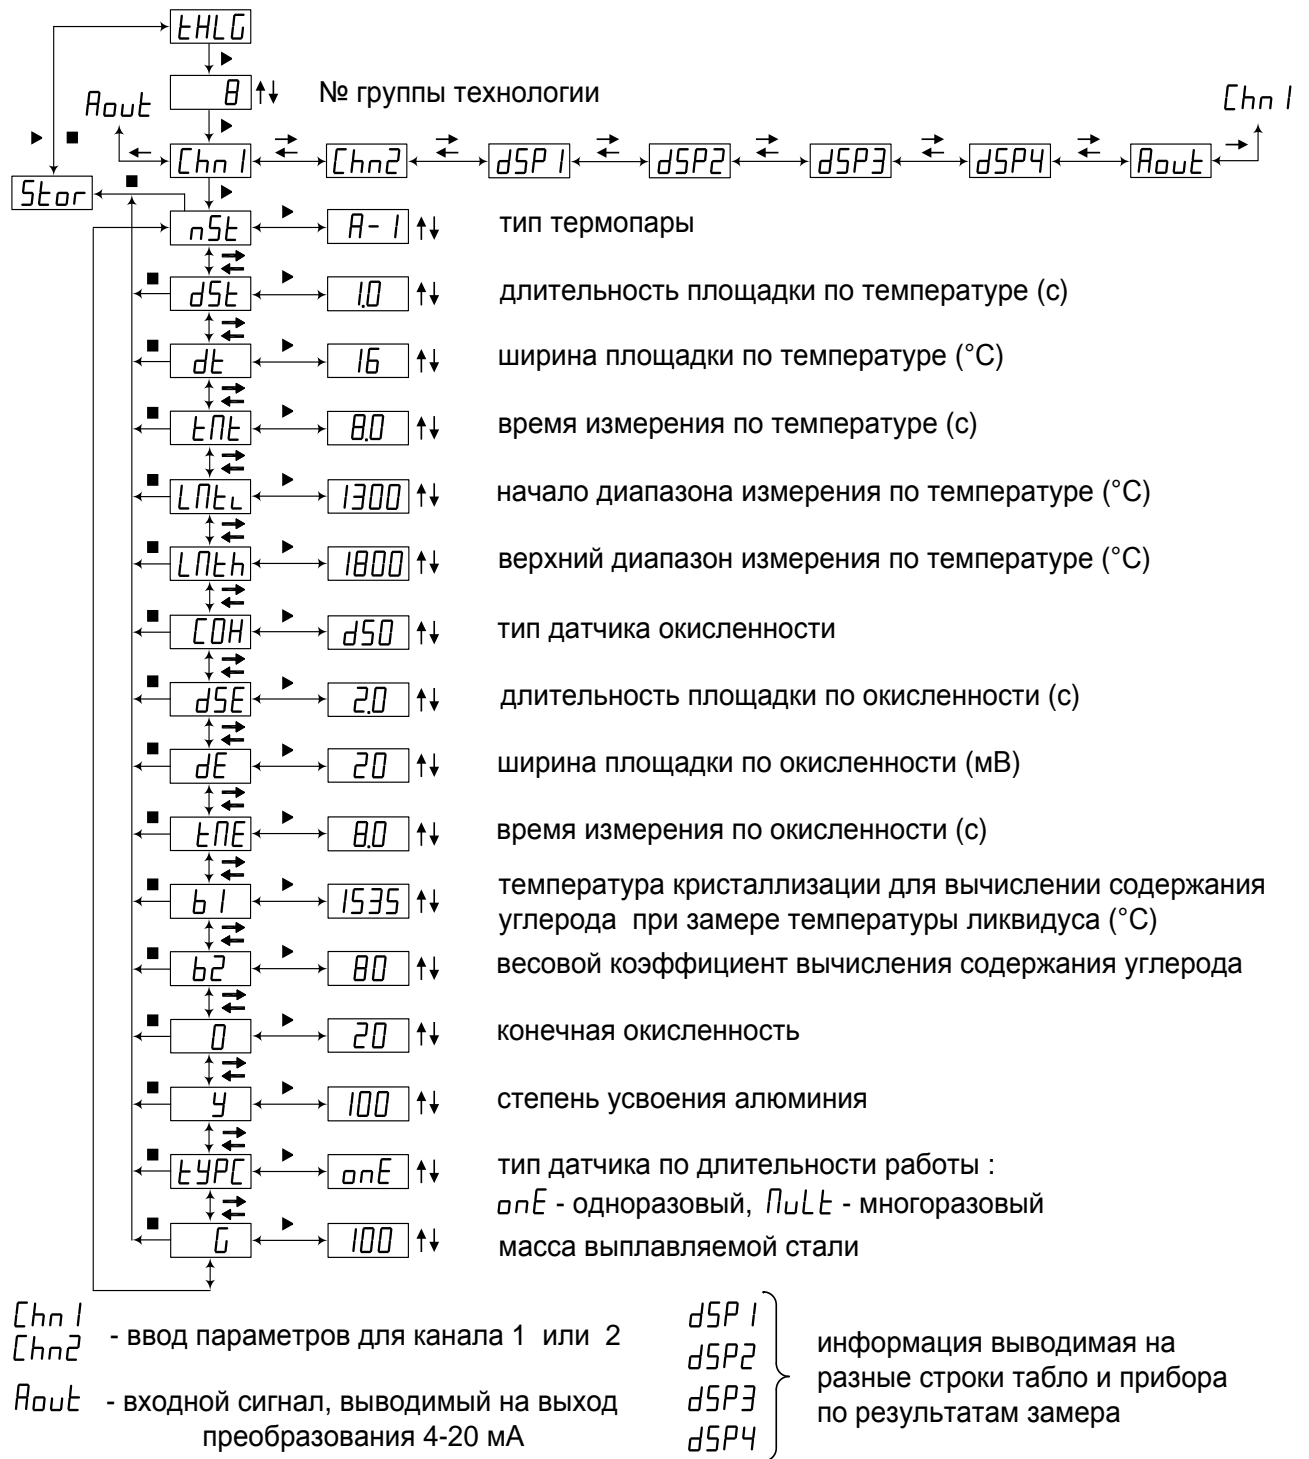 tHLG
8 № группы технологии
Aout Chn1
Chn1 Chn2 dSP1 dSP2 dSP3 dSP4 Aout
Stor
nSt A-1 тип термопары
dSt 1.0 длительность площадки по температуре (с)
dt 16 ширина площадки по температуре (°C)
tПt 8.0 время измерения по температуре (с)
LПtL 1300 начало диапазона измерения по температуре (°C)
LПth 1800 верхний диапазон измерения по температуре (°C)
COH dSO тип датчика окисленности
dSE 2.0 длительность площадки по окисленности (с)
dE 20 ширина площадки по окисленности (мВ)
tПE 8.0 время измерения по окисленности (с)
b1 1535 температура кристаллизации для вычислении содержания
углерода при замере температуры ликвидуса (°C)
b2 80 весовой коэффициент вычисления содержания углерода
O 20 конечная окисленность
У 100 степень усвоения алюминия
tYPC onE тип датчика по длительности работы :
onE - одноразовый, ПuLt - многоразовый
G 100 масса выплавляемой стали
Chn1
Chn2
- ввод параметров для канала 1 или 2
Aout - входной сигнал, выводимый на выход
преобразования 4-20 мА
dSP1
dSP2
dSP3
dSP4
информация выводимая на
разные строки табло и прибора
по результатам замера